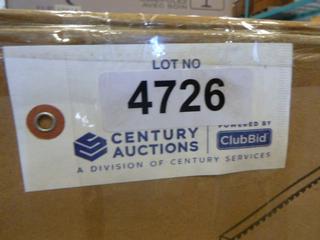 LOT NO
4726
CENTURY
AUCTIONS
POWERED BY
ClubBid
A DIVISION OF CENTURY SERVICES